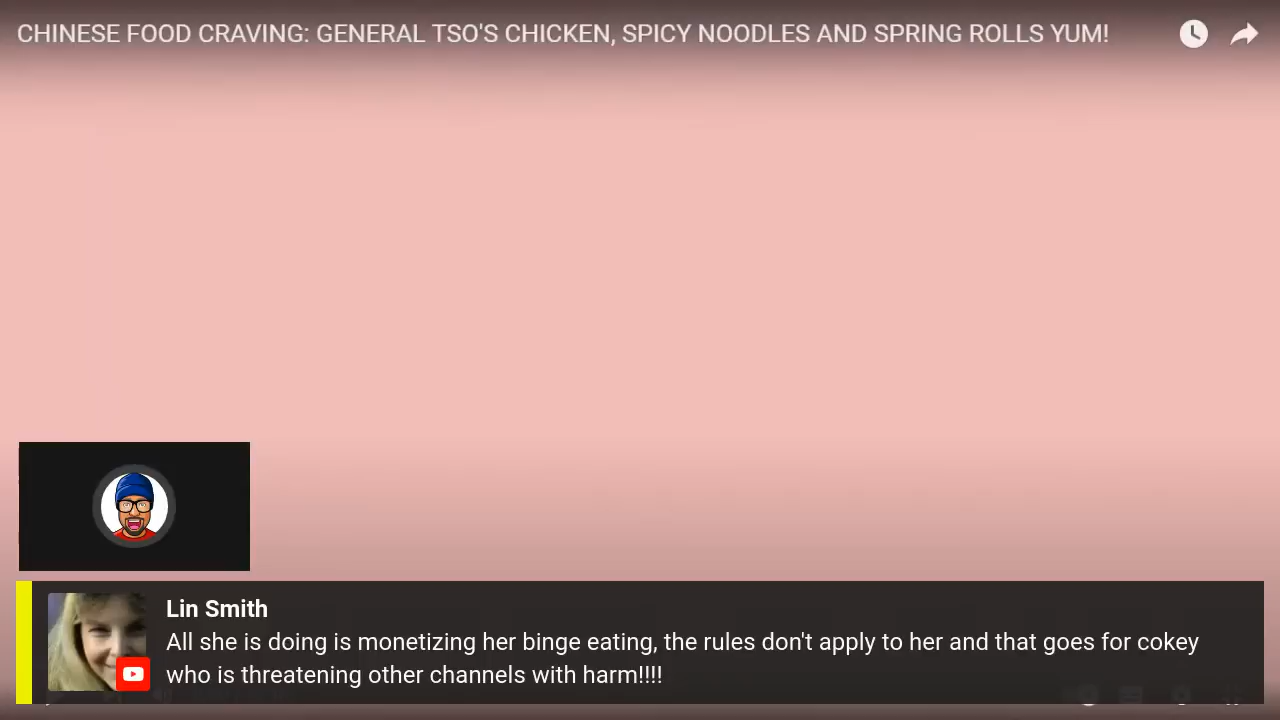 CHINESE FOOD CRAVING: GENERAL TSO'S CHICKEN, SPICY NOODLES AND SPRING ROLLS YUM!
Lin Smith
All she is doing is monetizing her binge eating, the rules don't apply to her and that goes for cokey
who is threatening other channels with harm!!!!